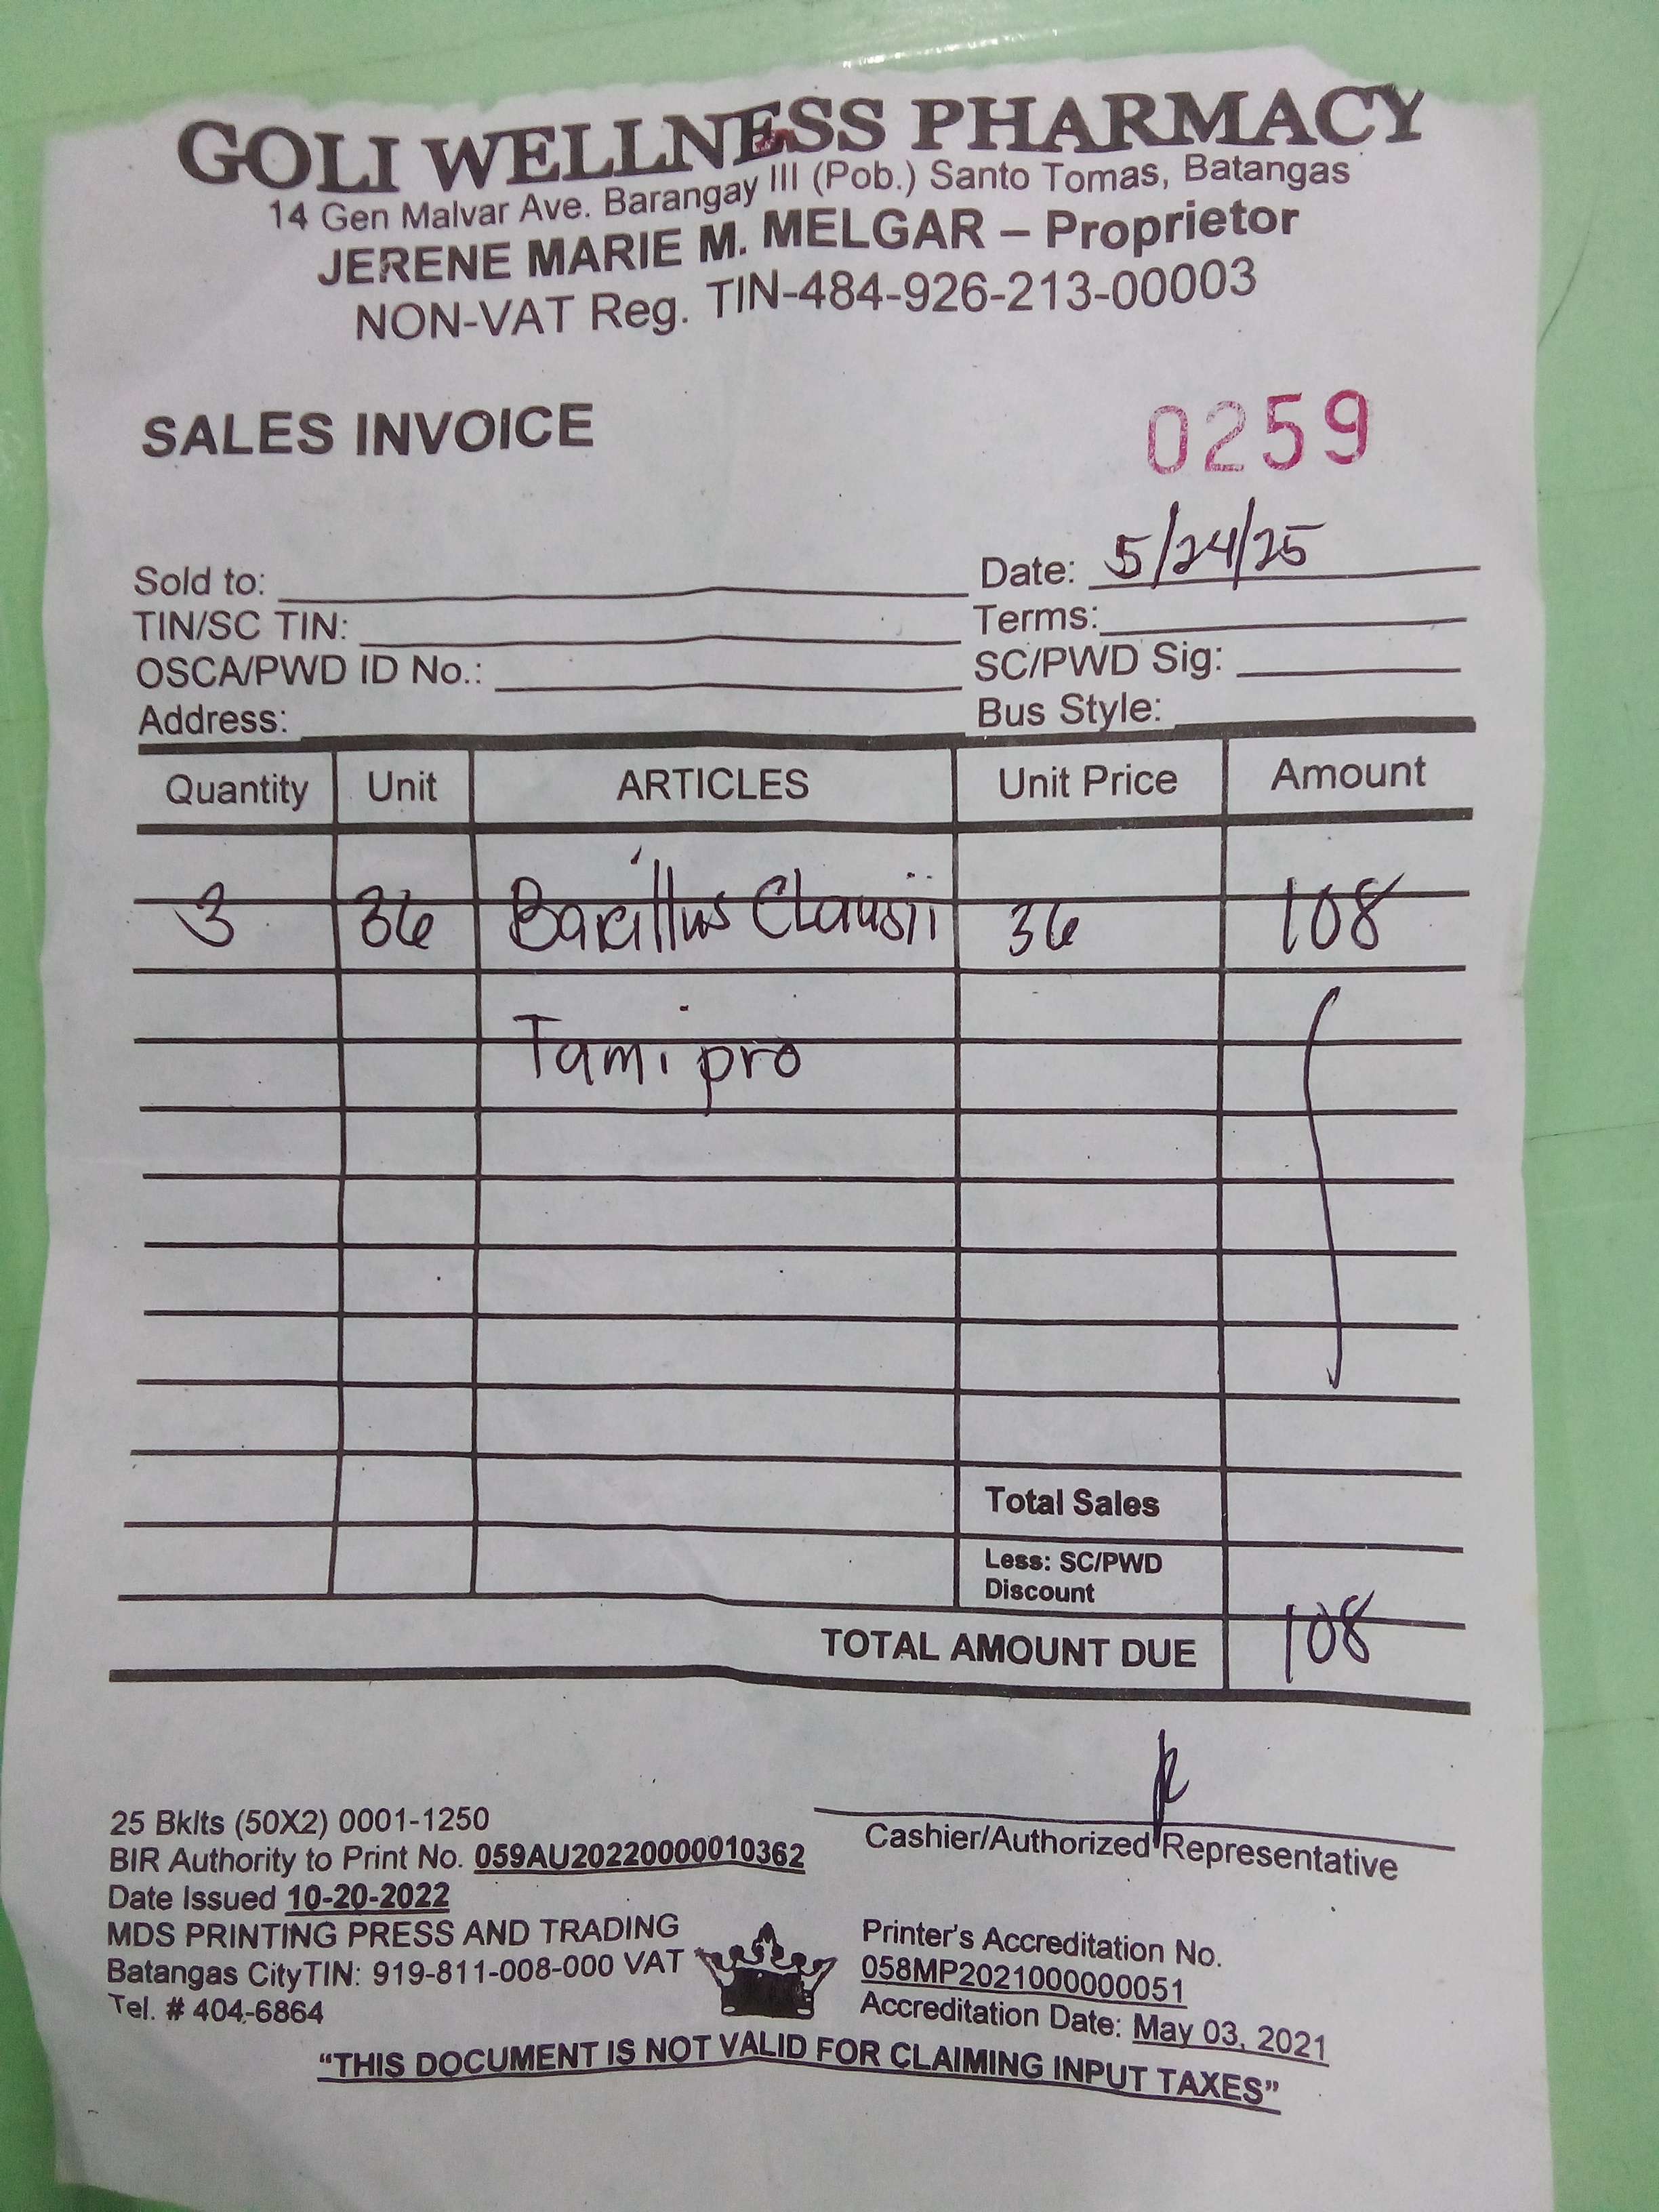 GOLI WELLNESS PHARMACY
14 Gen Malvar Ave. Barangay III (Pob.) Santo Tomas, Batangas
JERENE MARIE M. MELGAR – Proprietor
NON-VAT Reg. TIN-484-926-213-00003
SALES INVOICE 0259
Sold to: Date: 5/24/25
TIN/SC TIN: Terms:
OSCA/PWD ID No.: SC/PWD Sig:
Address: Bus Style:
Quantity Unit ARTICLES Unit Price Amount
3 36 Bacillus Clausii 36 108
Tami pro
Total Sales
Less: SC/PWD
Discount
TOTAL AMOUNT DUE 108
Cashier/Authorized Representative
25 Bklts (50X2) 0001-1250
BIR Authority to Print No. 059AU20220000010362
Date Issued 10-20-2022
MDS PRINTING PRESS AND TRADING
Batangas CityTIN: 919-811-008-000 VAT
Tel. # 404-6864
Printer's Accreditation No.
058MP2021000000051
Accreditation Date: May 03, 2021
“THIS DOCUMENT IS NOT VALID FOR CLAIMING INPUT TAXES”